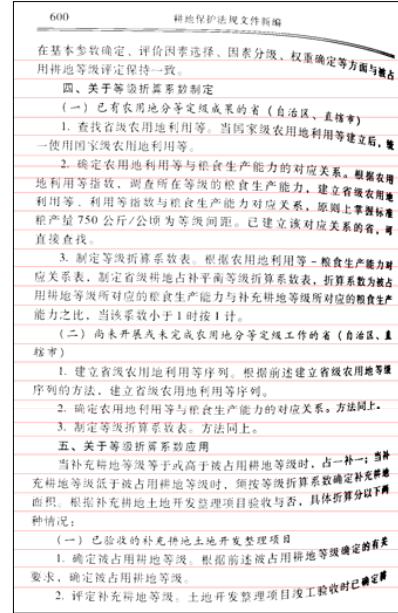 600
耕地保护法规文件新编
在基本参数确定、评价因素选择、因素分级、权重确定等方面与被占
用耕地等级评定保持一致。
四、关于等级折算系数制定
(一)已有农用地分等定级成果的省(自治区、直辖市)
1. 查找省级农用地利用等。当国家级农用地利用等建立后,统
一使用国家级农用地利用等。
2. 确定农用地利用等与粮食生产能力的对应关系。根据农用
地利用等指数,调查所在等级的粮食生产能力,建立省级农用地
利用等、利用等指数与粮食生产能力对应关系,原则上掌握标准
粮产量 750 公斤/公顷为等级间距。已建立该对应关系的省,可
直接查找。
3. 制定等级折算系数表。根据农用地利用等-粮食生产能力对
应关系表,制定省级耕地占补平衡等级折算系数表,折算系数为被占
用耕地等级所对应的粮食生产能力与补充耕地等级所对应的粮食生产
能力之比,当该系数小于 1 时按 1 计。
(二)尚未开展或未完成农用地分等定级工作的省(自治区、直
辖市)
1. 建立省级农用地利用等序列。根据前述建立省级农用地等级
序列的方法,建立省级农用地利用等序列。
2. 确定农用地利用等与粮食生产能力的对应关系。方法同上。
3. 制定等级折算系数表。方法同上。
五、关于等级折算系数应用
当补充耕地等级等于或高于被占用耕地等级时,占一补一;当补
充耕地等级低于被占用耕地等级时,须按等级折算系数确定补充耕地
面积。根据补充耕地土地开发整理项目验收与否,具体折算分以下两
种情况:
(一)已验收的补充耕地土地开发整理项目
1. 确定被占用耕地等级。根据前述被占用耕地等级确定的有关
要求,确定被占用耕地等级。
2. 评定补充耕地等级。土地开发整理项目竣工验收时已确定耕